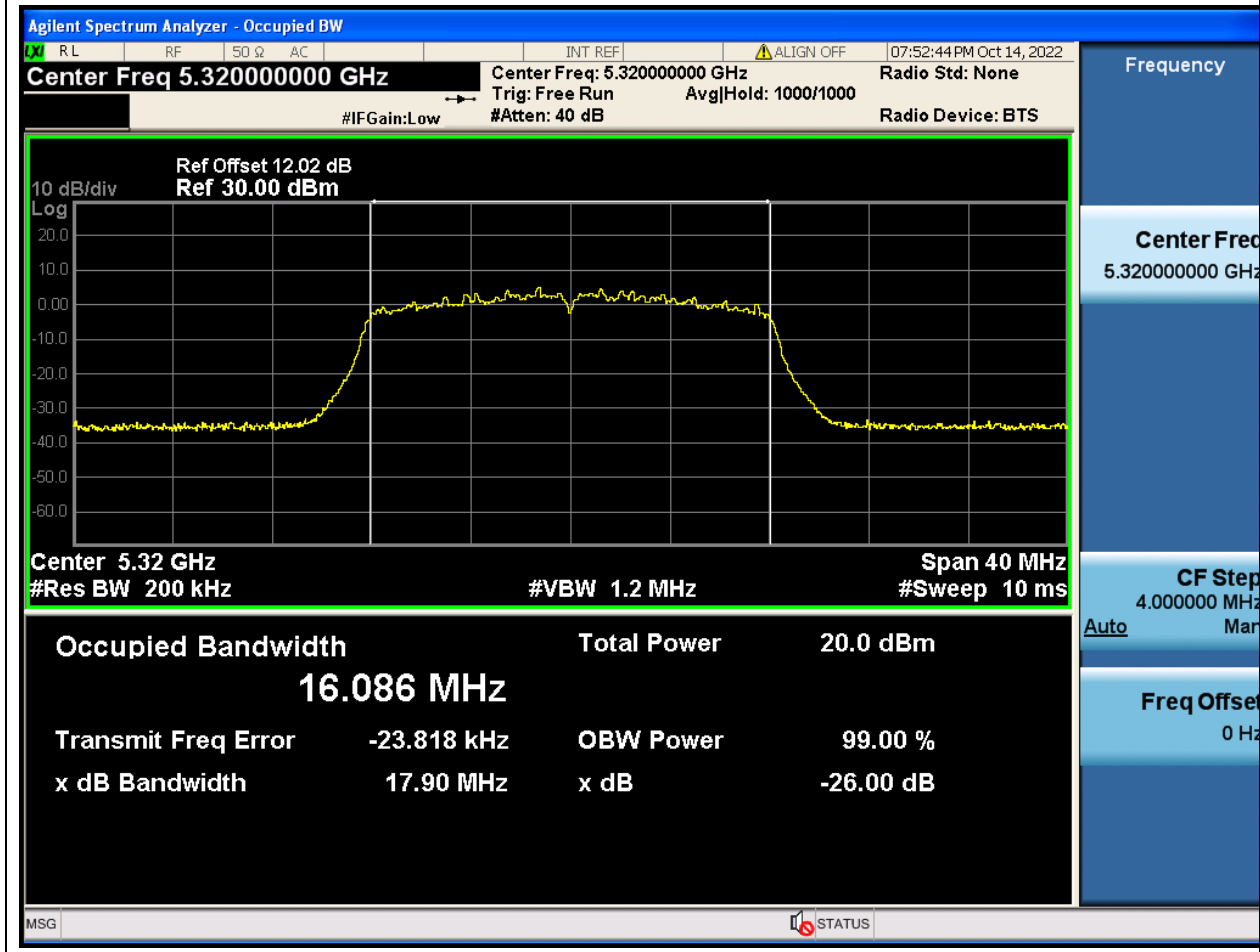 Agilent Spectrum Analyzer - Occupied BW
LXI RL RF 50 Ω AC INT REF ALIGN OFF 07:52:44 PM Oct 14, 2022
Center Freq 5.320000000 GHz
Center Freq: 5.320000000 GHz Radio Std: None
Trig: Free Run Avg|Hold: 1000/1000
#IFGain:Low #Atten: 40 dB Radio Device: BTS
Ref Offset 12.02 dB
10 dB/div Ref 30.00 dBm
Log
20.0
10.0
0.00
-10.0
-20.0
-30.0
-40.0
-50.0
-60.0
Center 5.32 GHz Span 40 MHz
#Res BW 200 kHz #VBW 1.2 MHz #Sweep 10 ms
Occupied Bandwidth Total Power 20.0 dBm
16.086 MHz
Transmit Freq Error -23.818 kHz OBW Power 99.00 %
x dB Bandwidth 17.90 MHz x dB -26.00 dB
Frequency
Center Freq
5.320000000 GHz
CF Step
4.000000 MHz
Auto Man
Freq Offset
0 Hz
MSG STATUS